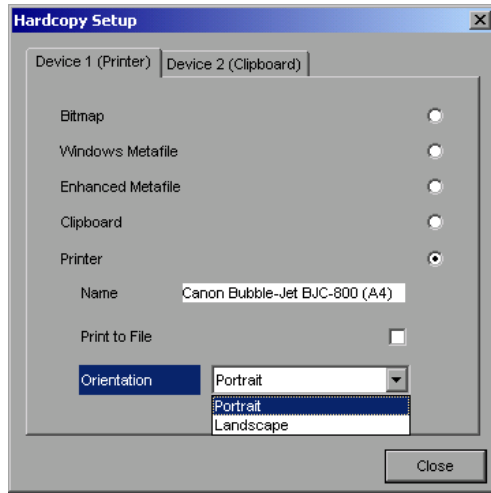 Hardcopy Setup
Device 1 (Printer) Device 2 (Clipboard)
Bitmap
Windows Metafile
Enhanced Metafile
Clipboard
Printer
Name Canon Bubble-Jet BJC-800 (A4)
Print to File
Orientation Portrait
Portrait
Landscape
Close